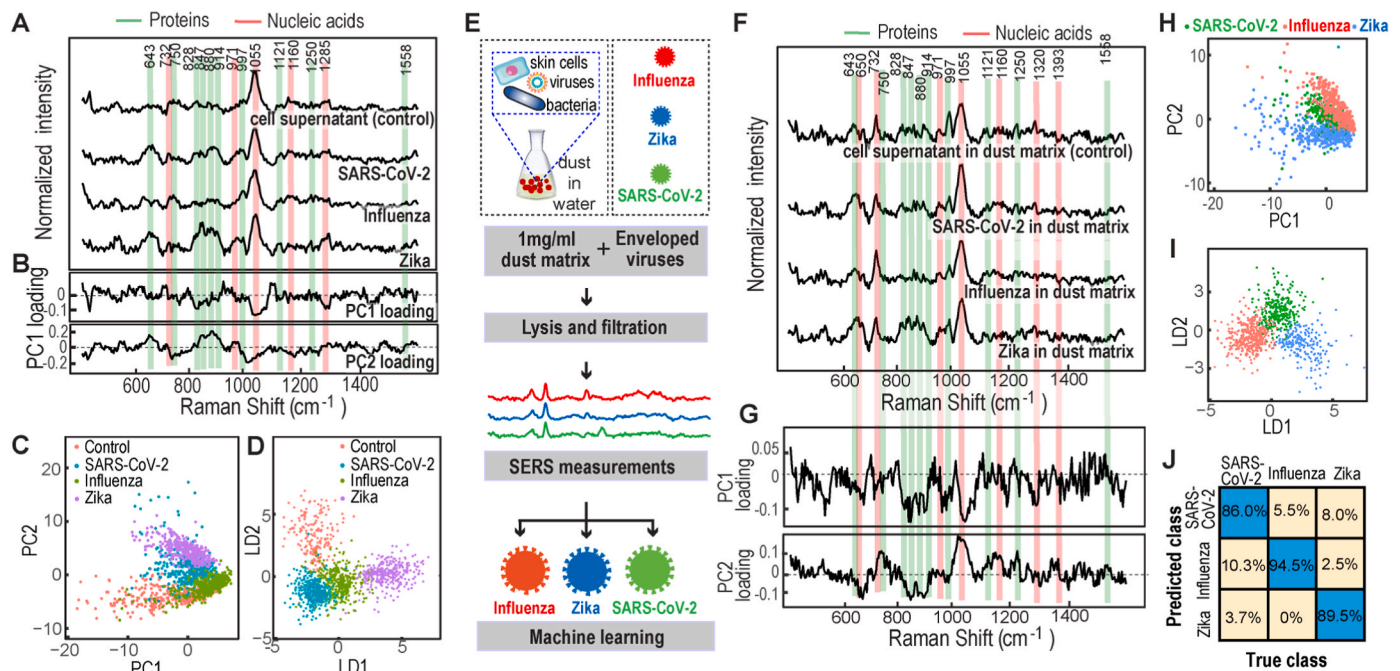 A
Proteins
Nucleic acids
643
732
750
828
847
880
914
971
997
1055
1121
1160
1250
1285
1558
Normalized intensity
cell supernatant (control)
SARS-CoV-2
Influenza
Zika
B
PC1 loading
0
-0.1
PC1 loading
0.2
0
-0.2
PC2 loading
600
800
1000
1200
1400
Raman Shift (cm⁻¹ )
C
Control
SARS-CoV-2
Influenza
Zika
PC2
20
10
0
-10
-20
-10
0
PC1
D
Control
SARS-CoV-2
Influenza
Zika
LD2
5
0
-5
-5
0
5
LD1
E
skin cells
viruses
bacteria
dust
in
water
Influenza
Zika
SARS-CoV-2
1mg/ml
dust matrix
+
Enveloped
viruses
Lysis and filtration
SERS measurements
Influenza
Zika
SARS-CoV-2
Machine learning
F
Proteins
Nucleic acids
643
650
732
750
828
847
880
914
971
997
1055
1121
1160
1250
1320
1393
1558
Normalized intensity
cell supernatant in dust matrix (control)
SARS-CoV-2 in dust matrix
Influenza in dust matrix
Zika in dust matrix
600
800
1000
1200
1400
Raman Shift (cm⁻¹ )
G
PC1
loading
0.05
0
-0.1
PC2
loading
0.1
0
-0.1
600
800
1000
1200
1400
Raman Shift (cm⁻¹ )
H
SARS-CoV-2
Influenza
Zika
PC2
10
0
-10
-20
-10
0
PC1
I
LD2
3
0
-3
-5
0
5
LD1
J
SARS-
CoV-2
Influenza
Zika
Predicted class
SARS-
CoV-2
86.0%
5.5%
8.0%
Influenza
10.3%
94.5%
2.5%
Zika
3.7%
0%
89.5%
True class